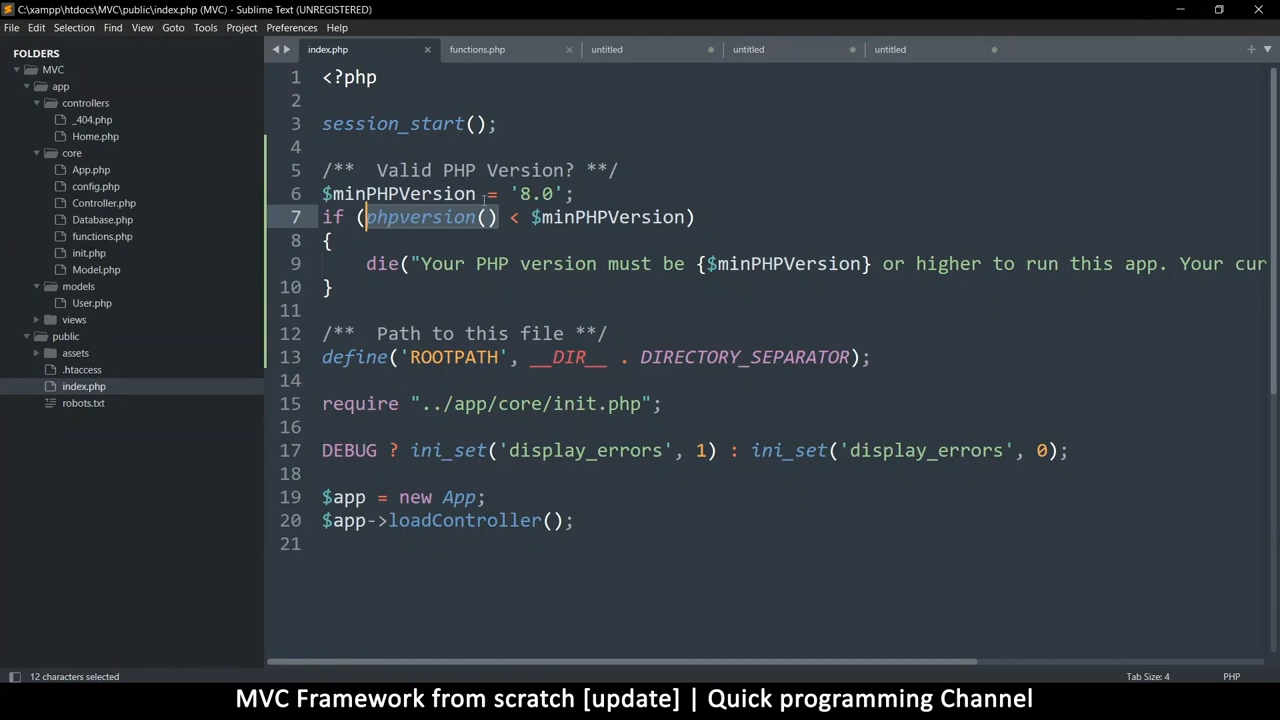 C:\xampp\htdocs\MVC\public\index.php (MVC) - Sublime Text (UNREGISTERED)
File Edit Selection Find View Goto Tools Project Preferences Help
FOLDERS
MVC
app
controllers
_404.php
Home.php
core
App.php
config.php
Controller.php
Database.php
functions.php
init.php
Model.php
models
User.php
views
public
assets
.htaccess
index.php
robots.txt
index.php functions.php untitled untitled untitled
1 <?php
2
3 session_start();
4
5 /**  Valid PHP Version? **/
6 $minPHPVersion = '8.0';
7 if (phpversion() < $minPHPVersion)
8 {
9 die("Your PHP version must be {$minPHPVersion} or higher to run this app. Your cur
10 }
11
12 /**  Path to this file **/
13 define('ROOTPATH', __DIR__ . DIRECTORY_SEPARATOR);
14
15 require "../app/core/init.php";
16
17 DEBUG ? ini_set('display_errors', 1) : ini_set('display_errors', 0);
18
19 $app = new App;
20 $app->loadController();
21
12 characters selected Tab Size: 4 PHP
MVC Framework from scratch [update] | Quick programming Channel